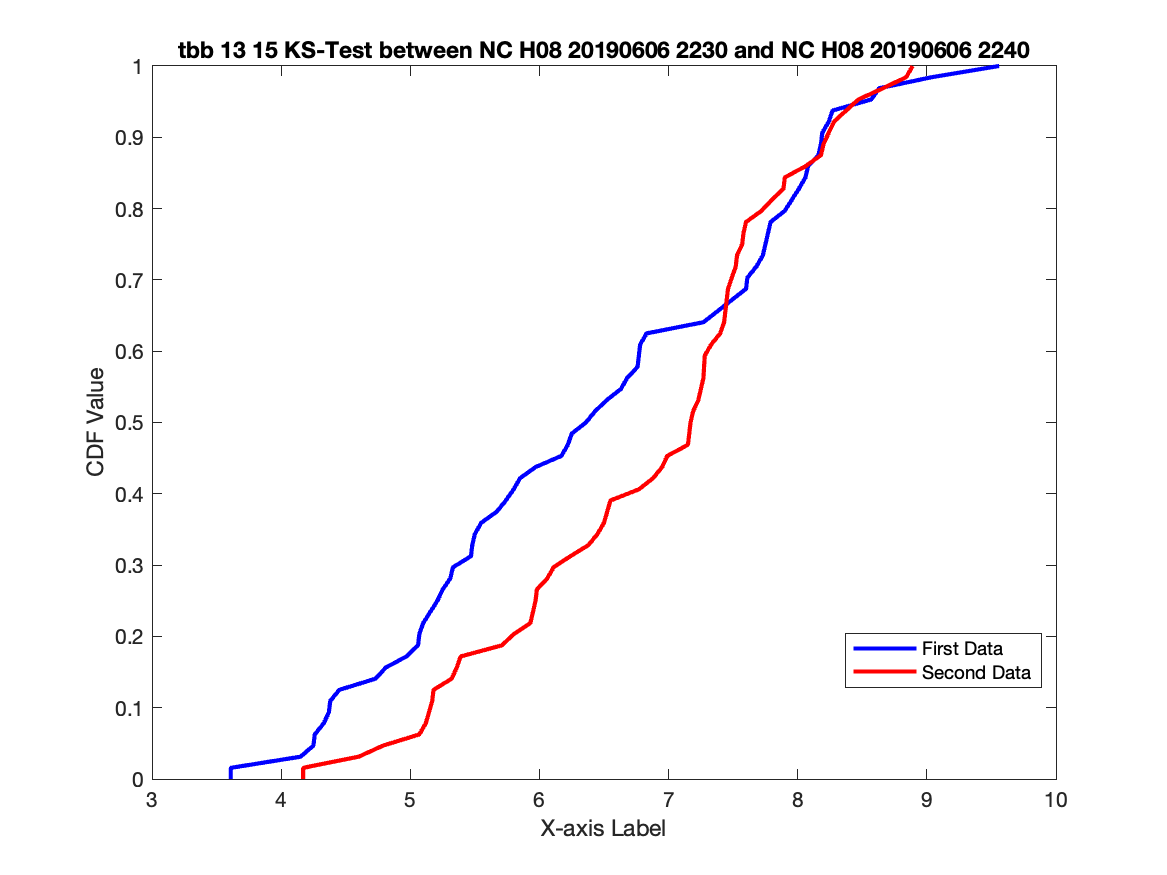 tbb 13 15 KS-Test between NC H08 20190606 2230 and NC H08 20190606 2240
1
0.9
0.8
0.7
0.6
0.5
0.4
0.3
0.2
0.1
0
CDF Value
First Data
Second Data
3 4 5 6 7 8 9 10
X-axis Label